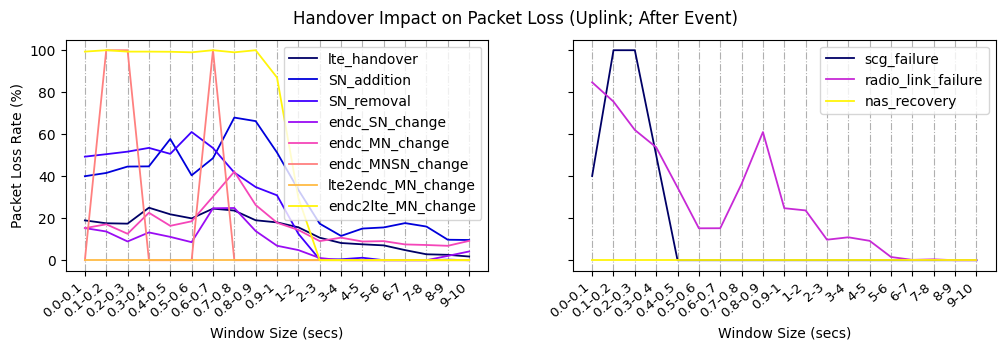 Handover Impact on Packet Loss (Uplink; After Event)
Packet Loss Rate (%)
100
80
60
40
20
0
lte_handover
SN_addition
SN_removal
endc_SN_change
endc_MN_change
endc_MNSN_change
lte2endc_MN_change
endc2lte_MN_change
0.0-0.1
0.1-0.2
0.2-0.3
0.3-0.4
0.4-0.5
0.5-0.6
0.6-0.7
0.7-0.8
0.8-0.9
0.9-1
1-2
2-3
3-4
4-5
5-6
6-7
7-8
8-9
9-10
Window Size (secs)
scg_failure
radio_link_failure
nas_recovery
0.0-0.1
0.1-0.2
0.2-0.3
0.3-0.4
0.4-0.5
0.5-0.6
0.6-0.7
0.7-0.8
0.8-0.9
0.9-1
1-2
2-3
3-4
4-5
5-6
6-7
7-8
8-9
9-10
Window Size (secs)